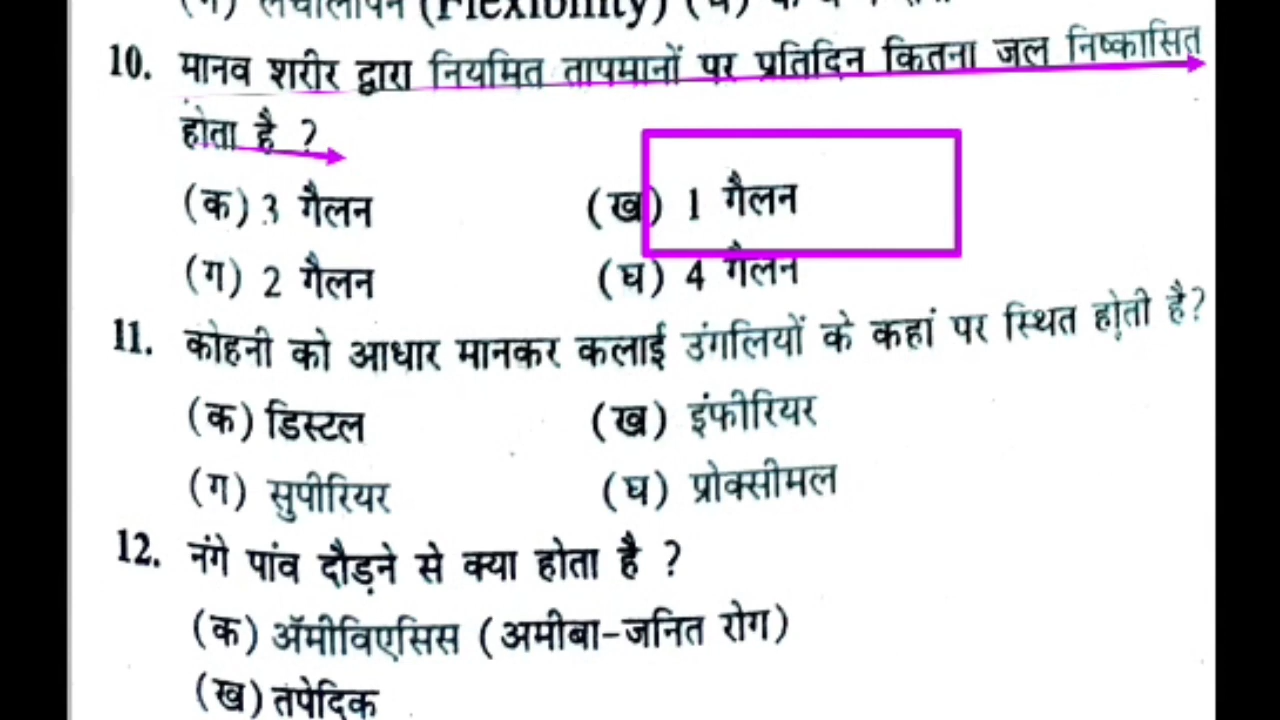 (Flexibility)
10. मानव शरीर द्वारा नियमित तापमानों पर प्रतिदिन कितना जल निष्कासित
होता है ?
(क) 3 गैलन (ख) 1 गैलन
(ग) 2 गैलन (घ) 4 गैलन
11. कोहनी को आधार मानकर कलाई उंगलियों के कहां पर स्थित होती है?
(क) डिस्टल (ख) इंफीरियर
(ग) सुपीरियर (घ) प्रोक्सीमल
12. नंगे पांव दौड़ने से क्या होता है ?
(क) ॲमीविएसिस (अमीबा-जनित रोग)
(ख) तपेदिक